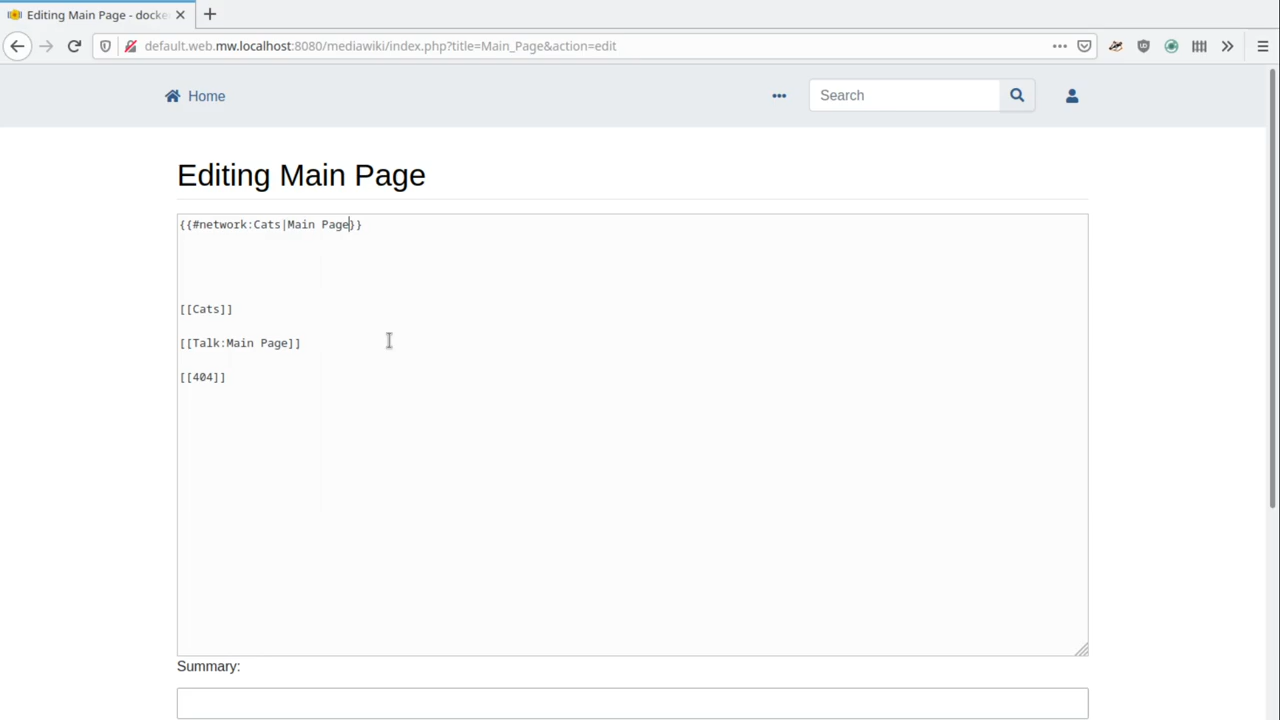 Editing Main Page - docke
default.web.mw.localhost:8080/mediawiki/index.php?title=Main_Page&action=edit
Home
Search
Editing Main Page
{{#network:Cats|Main Page}}
[[Cats]]
[[Talk:Main Page]]
[[404]]
Summary: